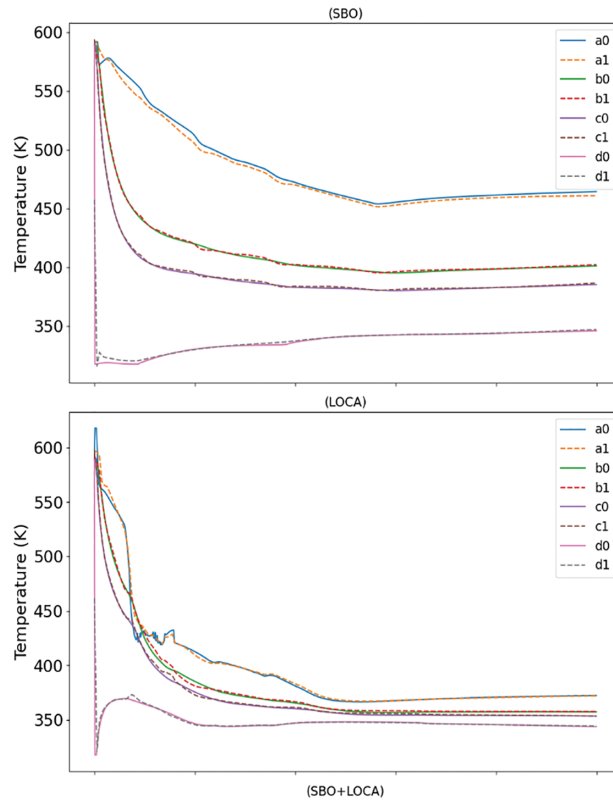 (SBO)
600
550
500
450
400
350
Temperature (K)
a0
a1
b0
b1
c0
c1
d0
d1
(LOCA)
600
550
500
450
400
350
Temperature (K)
a0
a1
b0
b1
c0
c1
d0
d1
(SBO+LOCA)